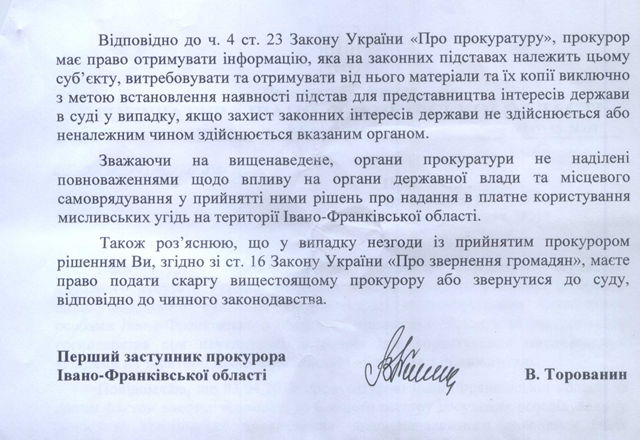 Відповідно до ч. 4 ст. 23 Закону України «Про прокуратуру», прокурор
має право отримувати інформацію, яка на законних підставах належить цьому
суб’єкту, витребовувати та отримувати від нього матеріали та їх копії виключно
з метою встановлення наявності підстав для представництва інтересів держави
в суді у випадку, якщо захист законних інтересів держави не здійснюється або
неналежним чином здійснюється вказаним органом.
Зважаючи на вищенаведене, органи прокуратури не наділені
повноваженнями щодо впливу на органи державної влади та місцевого
самоврядування у прийнятті ними рішень про надання в платне користування
мисливських угідь на території Івано-Франківської області.
Також роз’яснюю, що у випадку незгоди із прийнятим прокурором
рішенням Ви, згідно зі ст. 16 Закону України «Про звернення громадян», маєте
право подати скаргу вищестоящому прокурору або звернутися до суду,
відповідно до чинного законодавства.
Перший заступник прокурора
Івано-Франківської області В. Торованин